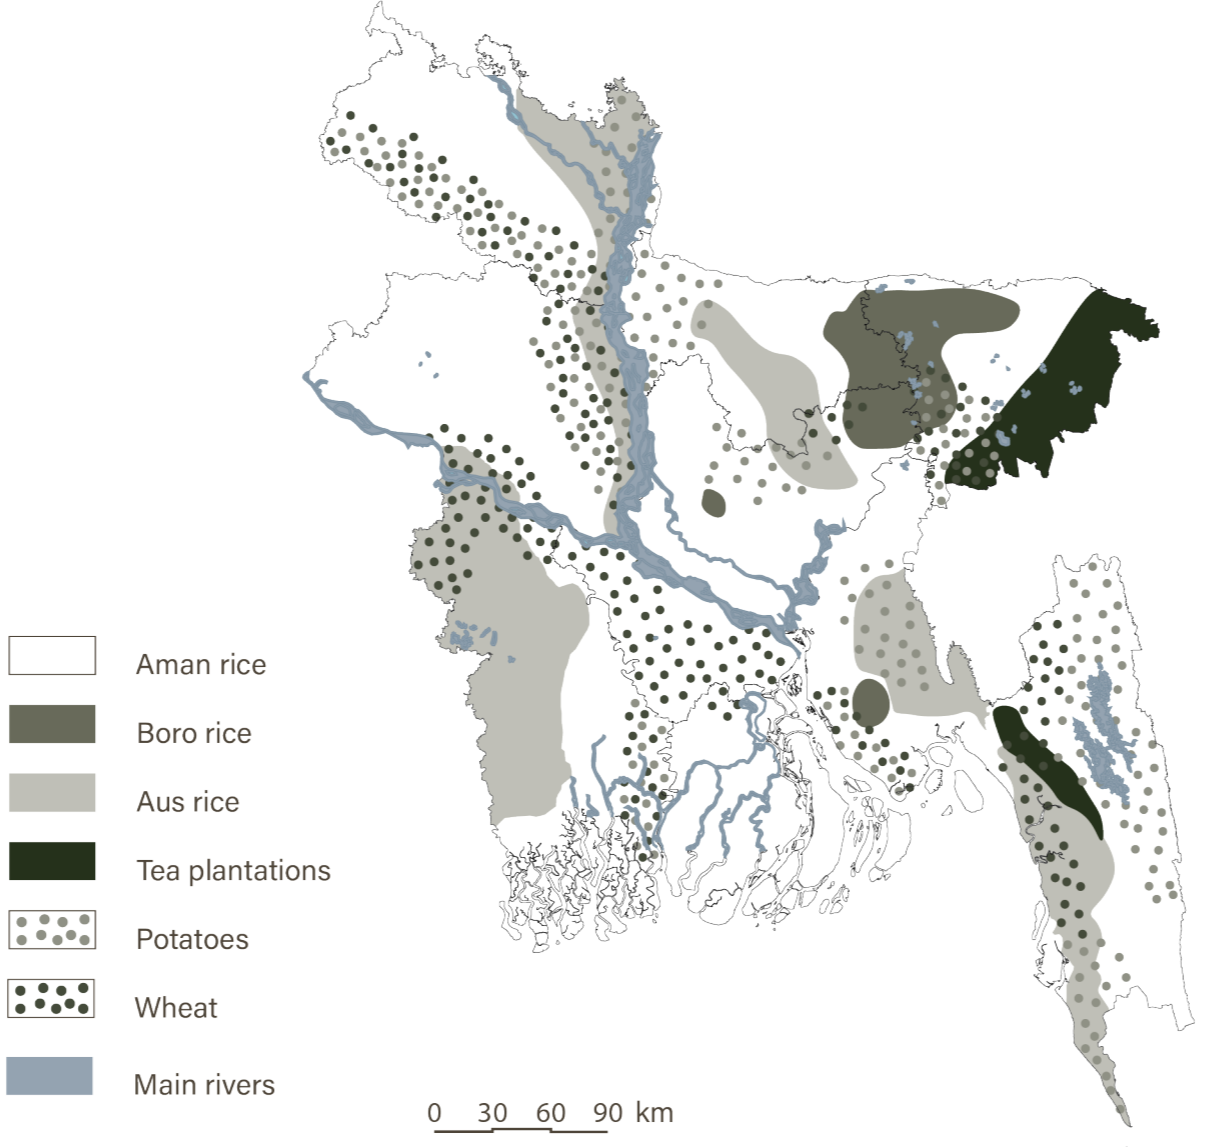 Aman rice
Boro rice
Aus rice
Tea plantations
Potatoes
Wheat
Main rivers
0 30 60 90 km